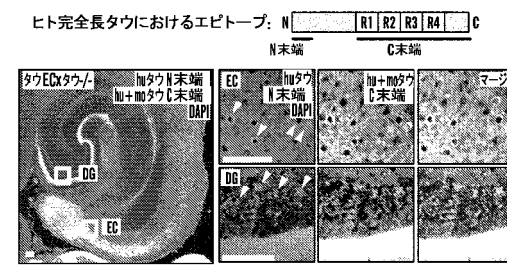 ヒト完全長タウにおけるエピトープ: N R1 R2 R3 R4 C
N末端 C末端
タウECxタウ-/- huタウN末端
hu+moタウC末端
DAPI
DG
EC
EC huタウ
N末端
DAPI
hu+moタウ
C末端
マージ
DG